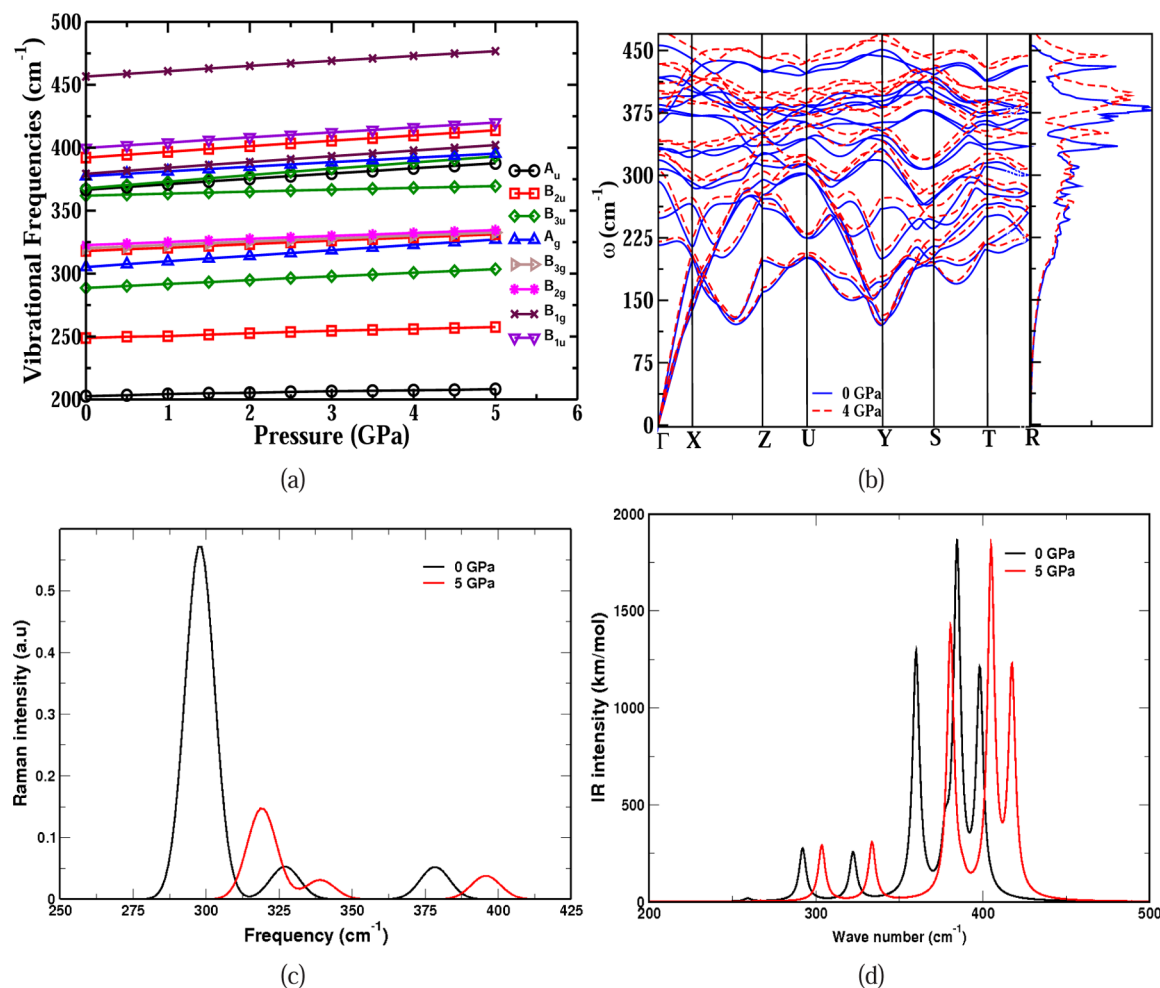 500
450
400
350
300
250
200
0
1
2
3
4
5
6
Vibrational Frequencies (cm⁻¹)
Pressure (GPa)
Aᵤ
B₂ᵤ
B₃ᵤ
A_g
B₃g
B₂g
B₁g
B₁ᵤ
(a)
450
375
300
225
150
75
0
ω (cm⁻¹)
0 GPa
4 GPa
Γ X Z U Y S T R
(b)
0.5
0.4
0.3
0.2
0.1
0
250 275 300 325 350 375 400 425
Raman intensity (a.u)
Frequency (cm⁻¹)
0 GPa
5 GPa
(c)
2000
1750
1500
1000
500
0
200 300 400 500
IR intensity (km/mol)
Wave number (cm⁻¹)
0 GPa
5 GPa
(d)